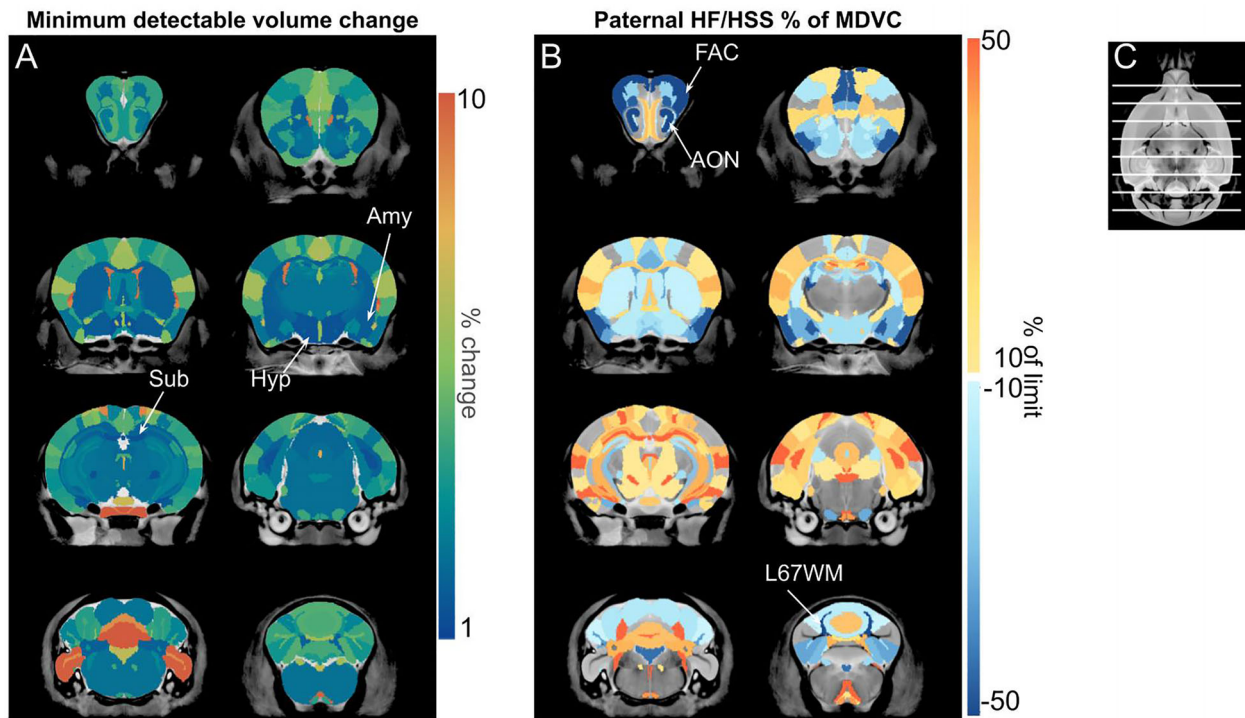 Minimum detectable volume change
Paternal HF/HSS % of MDVC
A
B
C
FAC
AON
Amy
Hyp
Sub
L67WM
10
% change
1
50
10
-10
% of limit
-50